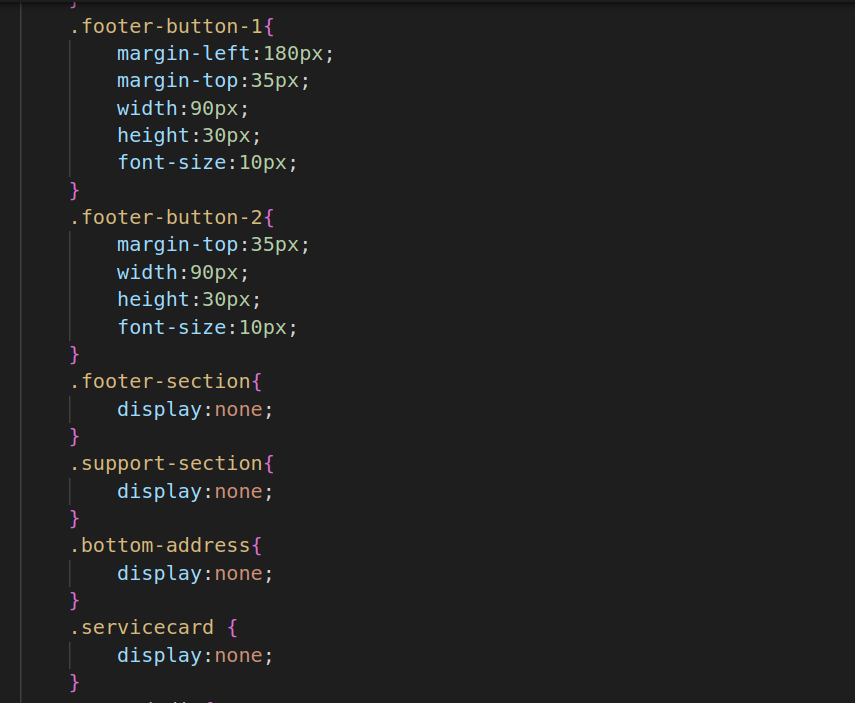 }
.footer-button-1{
margin-left:180px;
margin-top:35px;
width:90px;
height:30px;
font-size:10px;
}
.footer-button-2{
margin-top:35px;
width:90px;
height:30px;
font-size:10px;
}
.footer-section{
display:none;
}
.support-section{
display:none;
}
.bottom-address{
display:none;
}
.servicecard {
display:none;
}